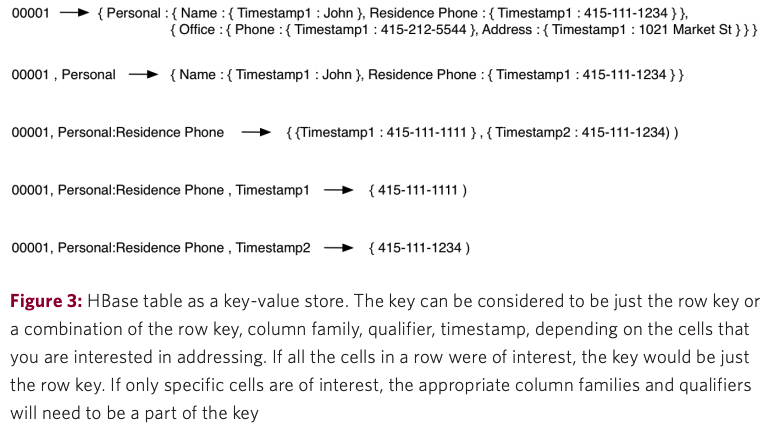 00001 → { Personal : { Name : { Timestamp1 : John }, Residence Phone : { Timestamp1 : 415-111-1234 } },
{ Office : { Phone : { Timestamp1 : 415-212-5544 }, Address : { Timestamp1 : 1021 Market St } } }
00001 , Personal → { Name : { Timestamp1 : John }, Residence Phone : { Timestamp1 : 415-111-1234 } }
00001, Personal:Residence Phone → { {Timestamp1 : 415-111-1111 } , { Timestamp2 : 415-111-1234) )
00001, Personal:Residence Phone , Timestamp1 → { 415-111-1111 )
00001, Personal:Residence Phone , Timestamp2 → { 415-111-1234 )
Figure 3: HBase table as a key-value store. The key can be considered to be just the row key or
a combination of the row key, column family, qualifier, timestamp, depending on the cells that
you are interested in addressing. If all the cells in a row were of interest, the key would be just
the row key. If only specific cells are of interest, the appropriate column families and qualifiers
will need to be a part of the key